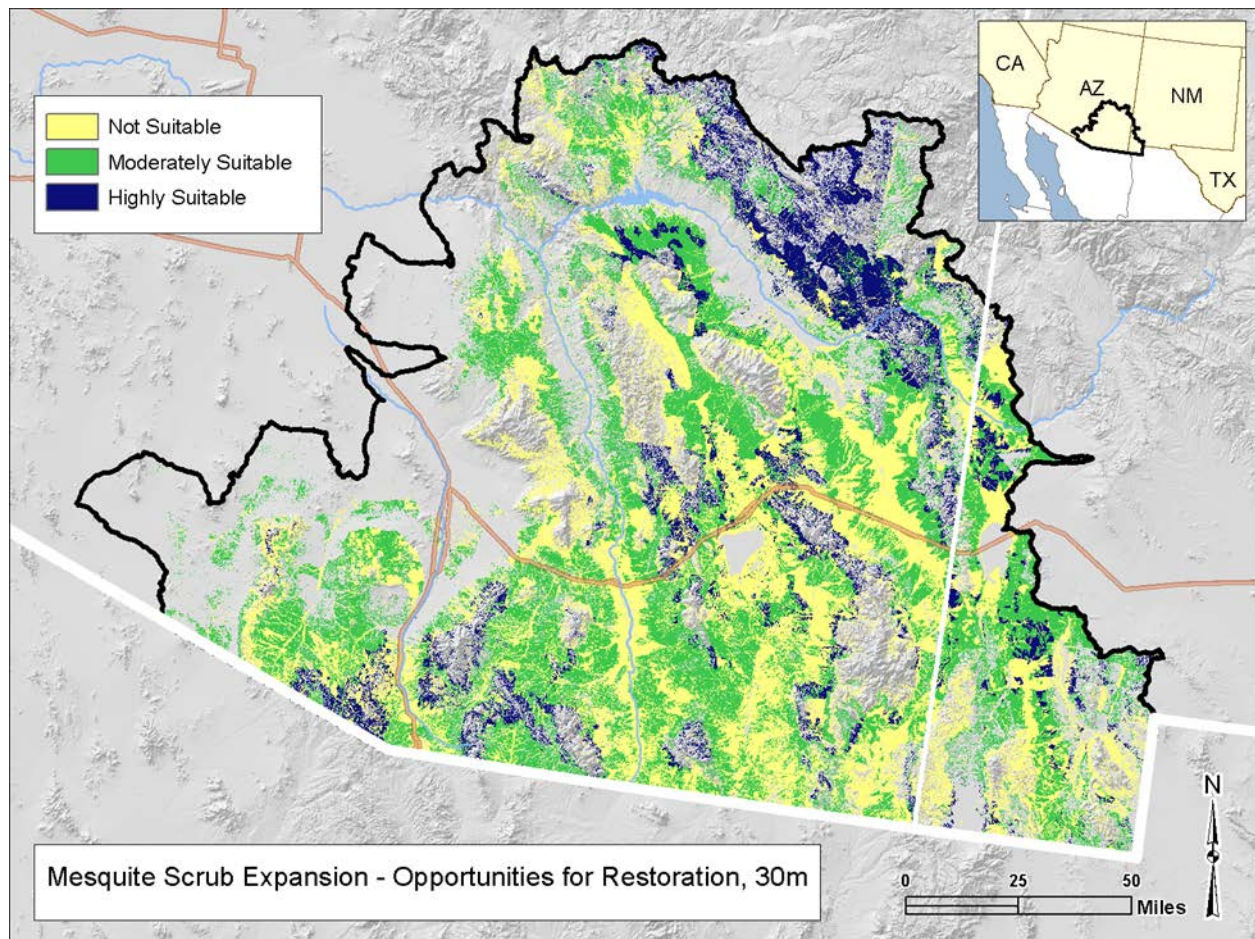 Not Suitable
Moderately Suitable
Highly Suitable
CA
AZ
NM
TX
Mesquite Scrub Expansion - Opportunities for Restoration, 30m
N
0 25 50
Miles